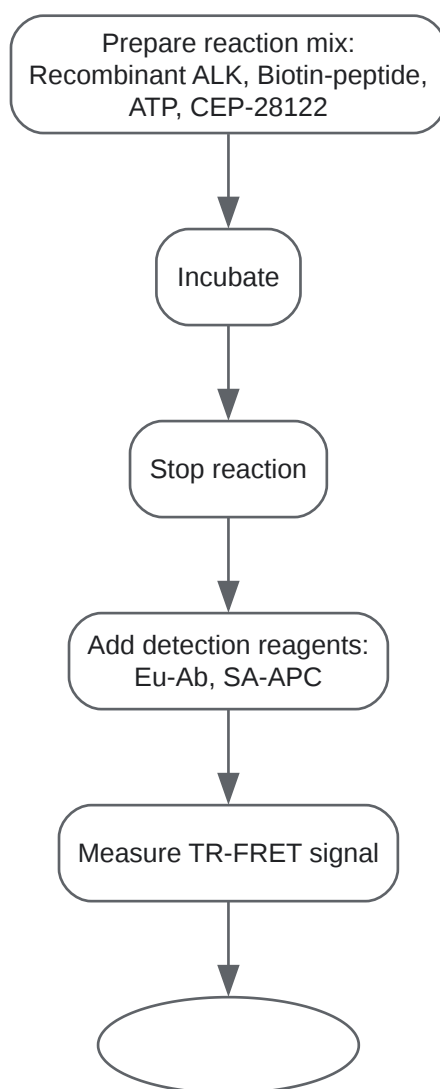 Prepare reaction mix:
Recombinant ALK, Biotin-peptide,
ATP, CEP-28122
Incubate
Stop reaction
Add detection reagents:
Eu-Ab, SA-APC
Measure TR-FRET signal